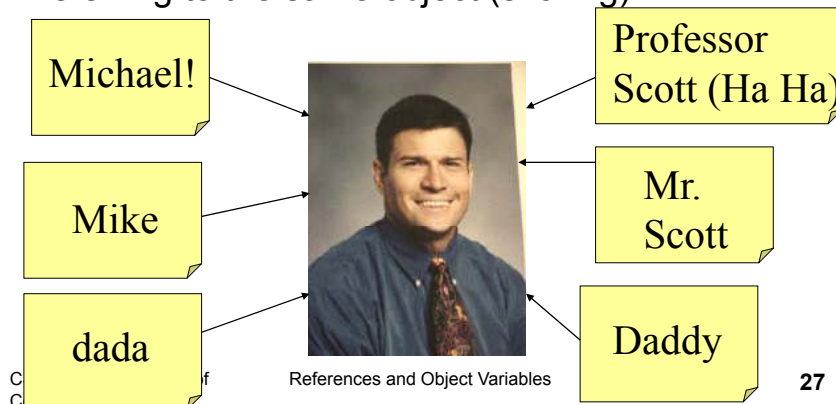 Michael!
Professor
Scott (Ha Ha)
Mike
Mr.
Scott
dada
Daddy
References and Object Variables
27